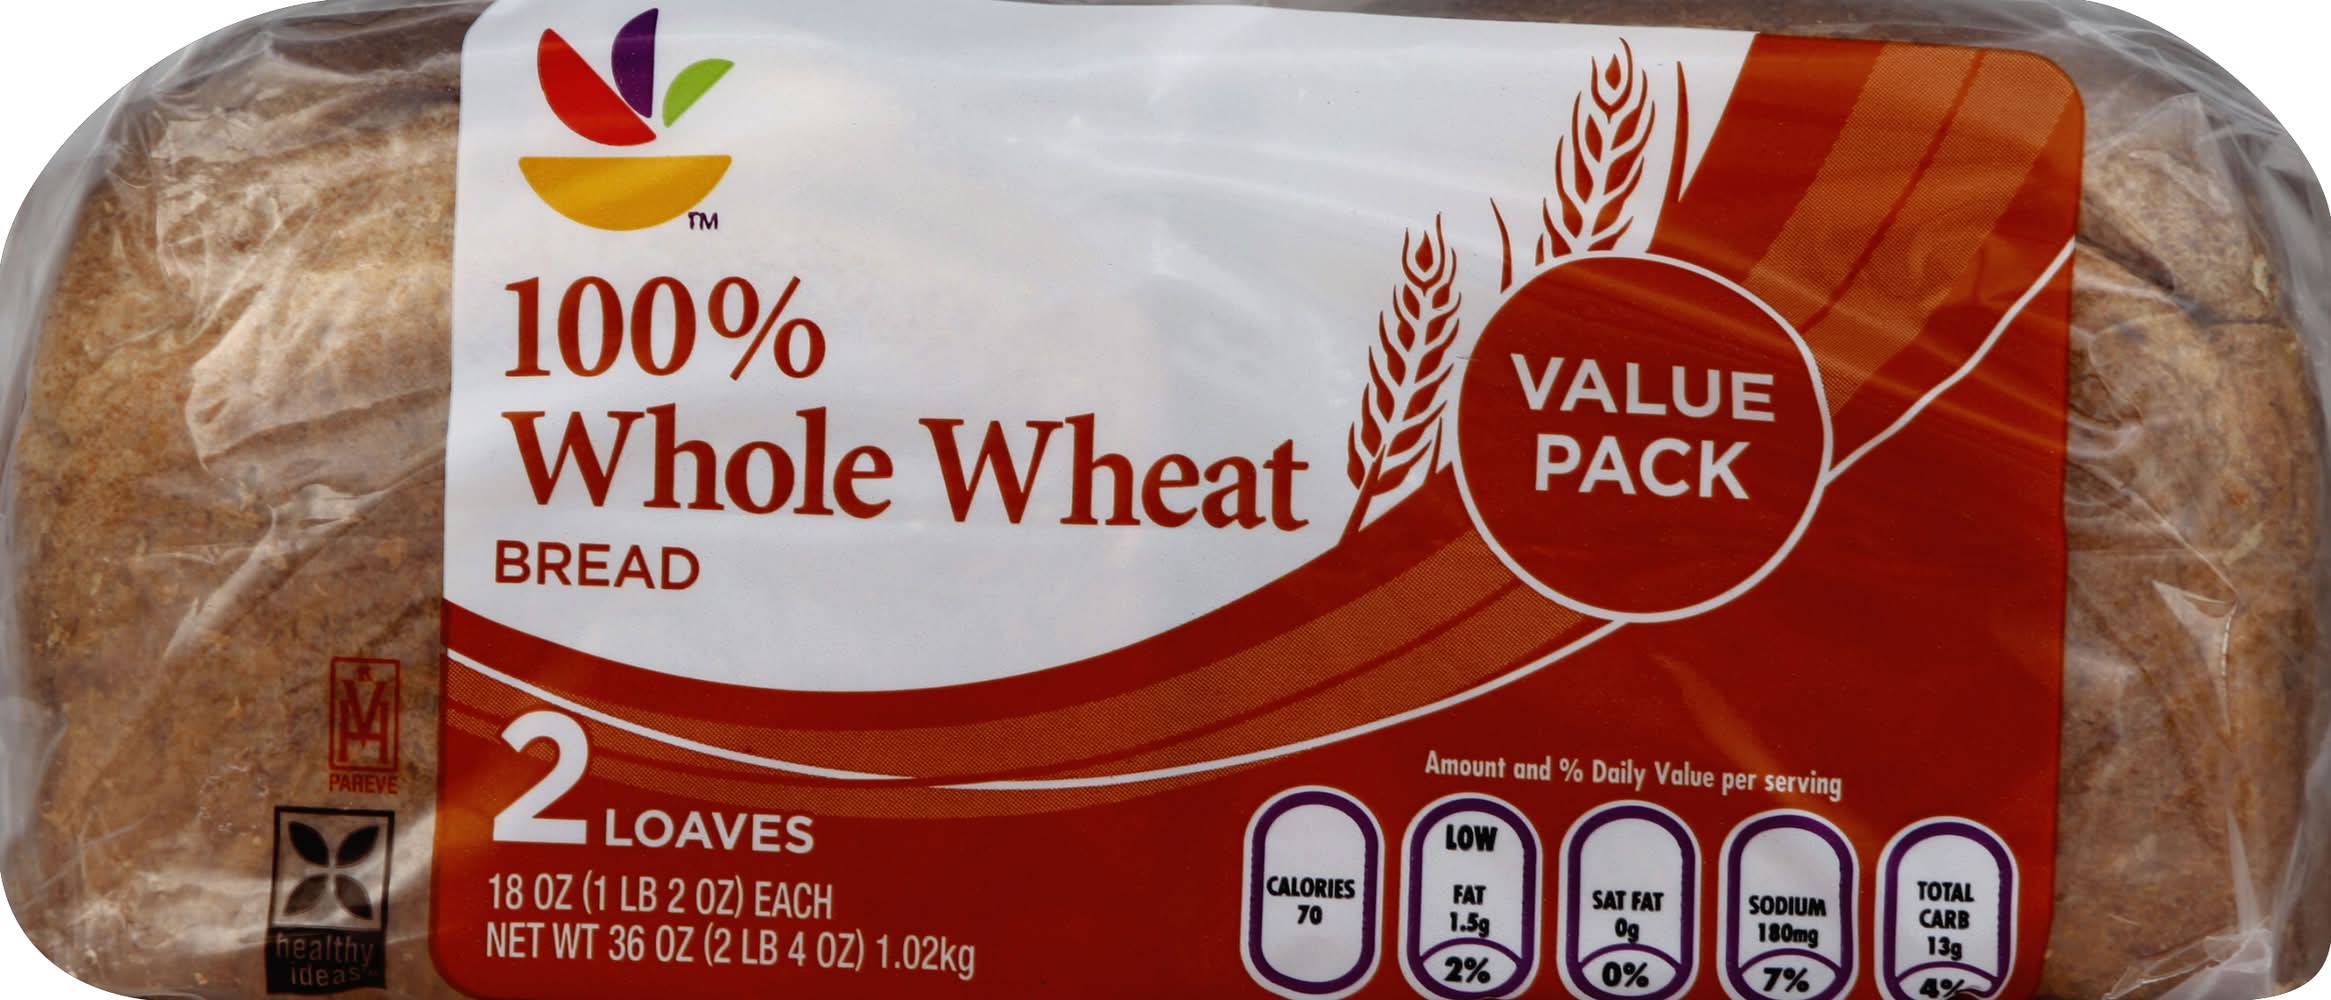 TM
100%
Whole Wheat
BREAD
VALUE
PACK
K
VH
PAREVE
healthy
ideas
2 LOAVES
18 OZ (1 LB 2 OZ) EACH
NET WT 36 OZ (2 LB 4 OZ) 1.02kg
Amount and % Daily Value per serving
CALORIES
70
LOW
FAT
1.5g
2%
SAT FAT
0g
0%
SODIUM
180mg
7%
TOTAL
CARB
13g
4%